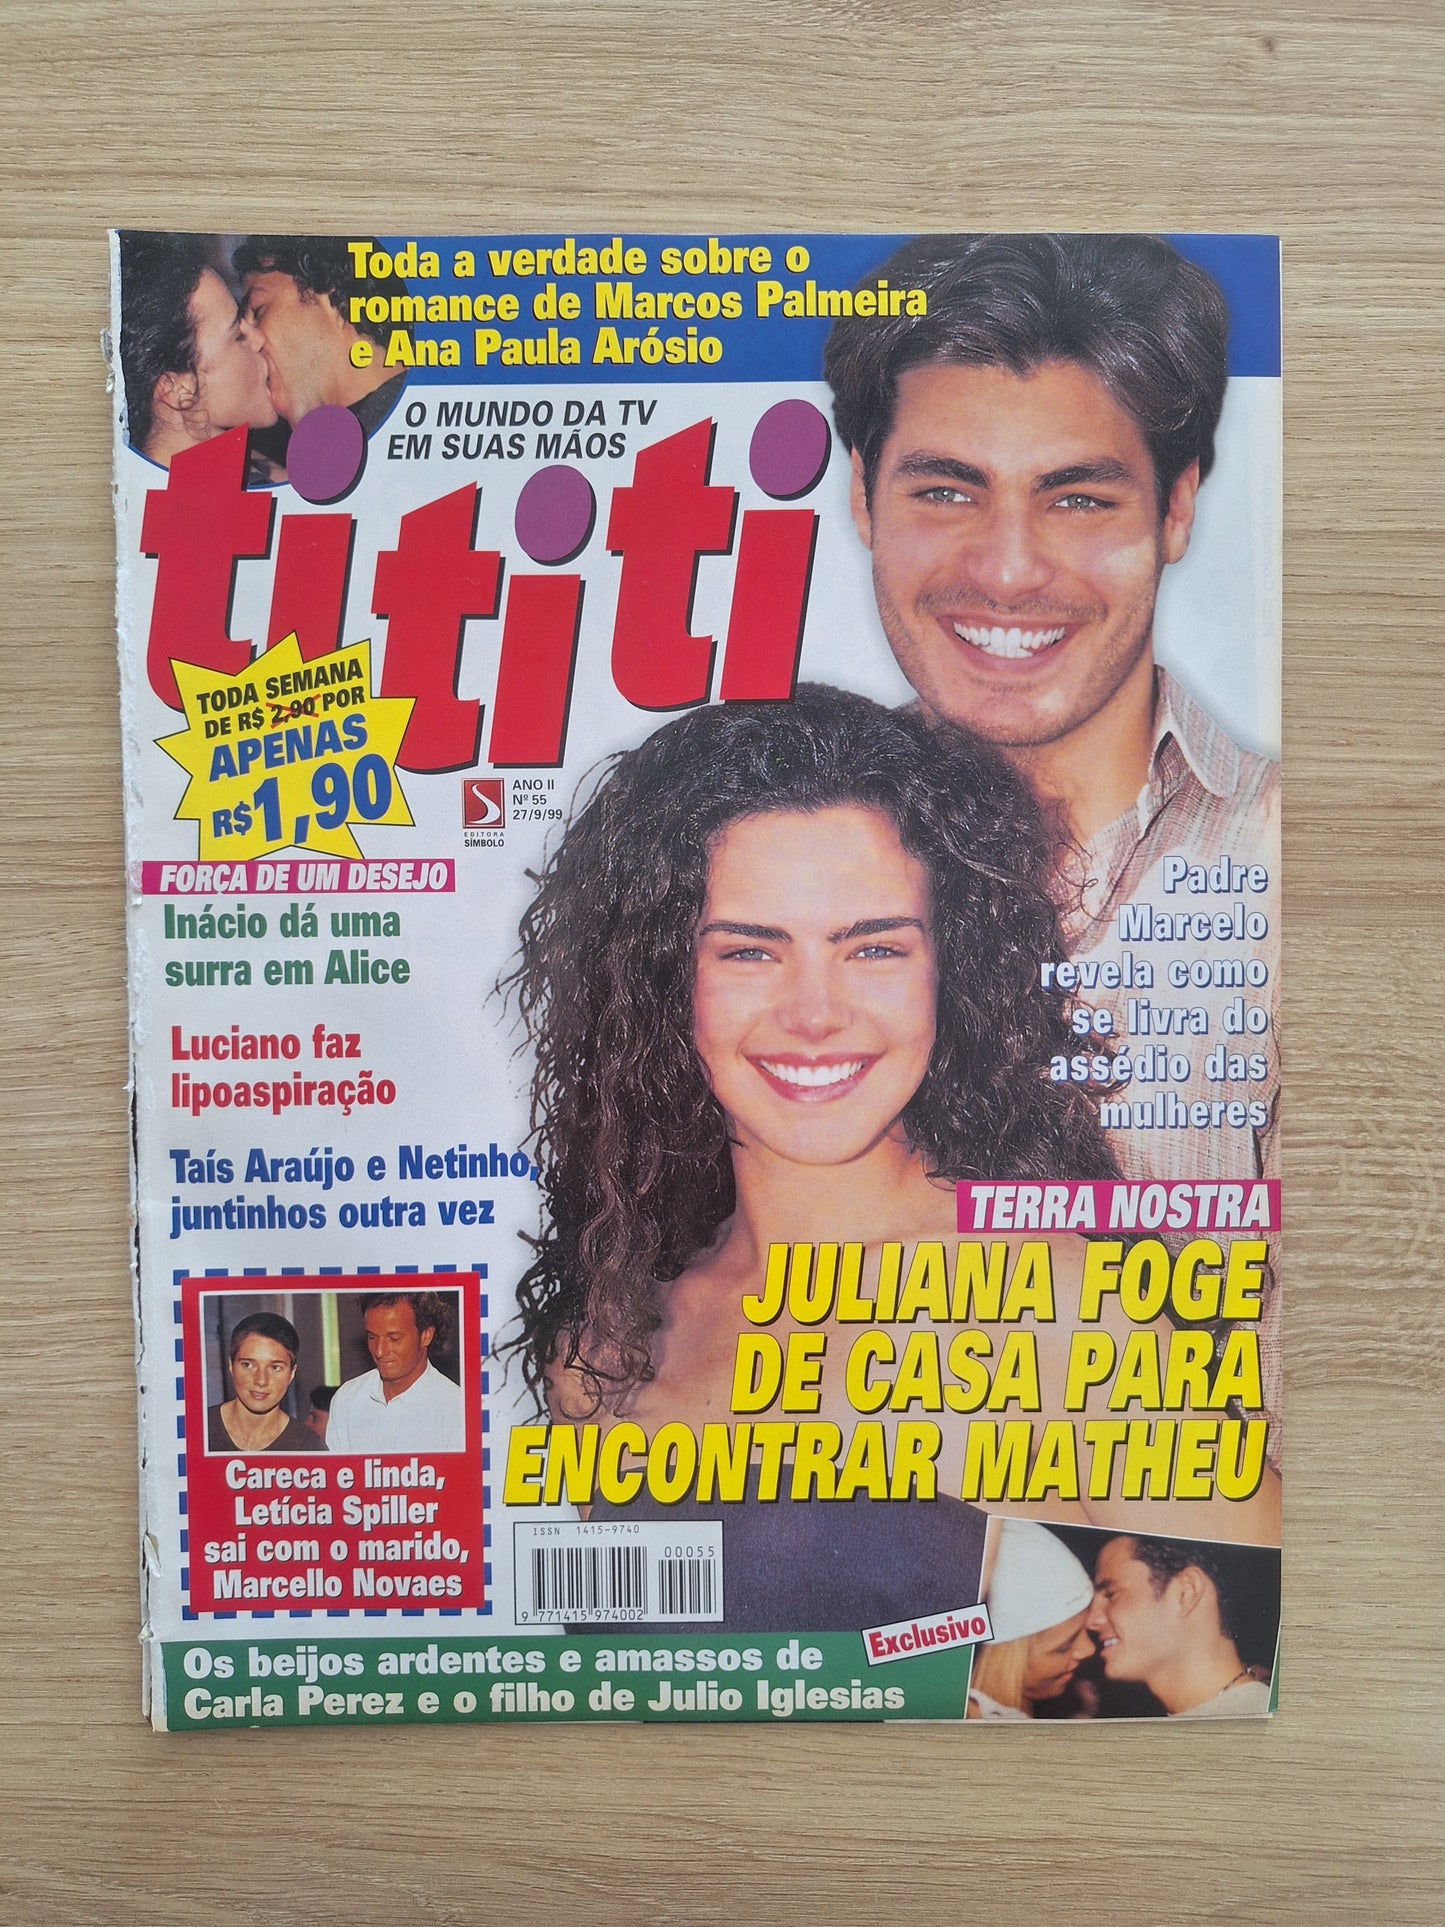 Toda a verdade sobre o
romance de Marcos Palmeira
e Ana Paula Arósio
O MUNDO DA TV
EM SUAS MÃOS
tititi
TODA SEMANA
DE R$ 2,90 POR
APENAS
R$1,90
EDITORA
SÍMBOLO
ANO II
Nº 55
27/9/99
FORÇA DE UM DESEJO
Inácio dá uma
surra em Alice
Luciano faz
lipoaspiração
Taís Araújo e Netinho,
juntinhos outra vez
Padre
Marcelo
revela como
se livra do
assédio das
mulheres
TERRA NOSTRA
JULIANA FOGE
DE CASA PARA
ENCONTRAR MATHEU
Careca e linda,
Letícia Spiller
sai com o marido,
Marcello Novaes
ISSN 1415-9740
00055
9 771415 974002
Exclusivo
Os beijos ardentes e amassos de
Carla Perez e o filho de Julio Iglesias